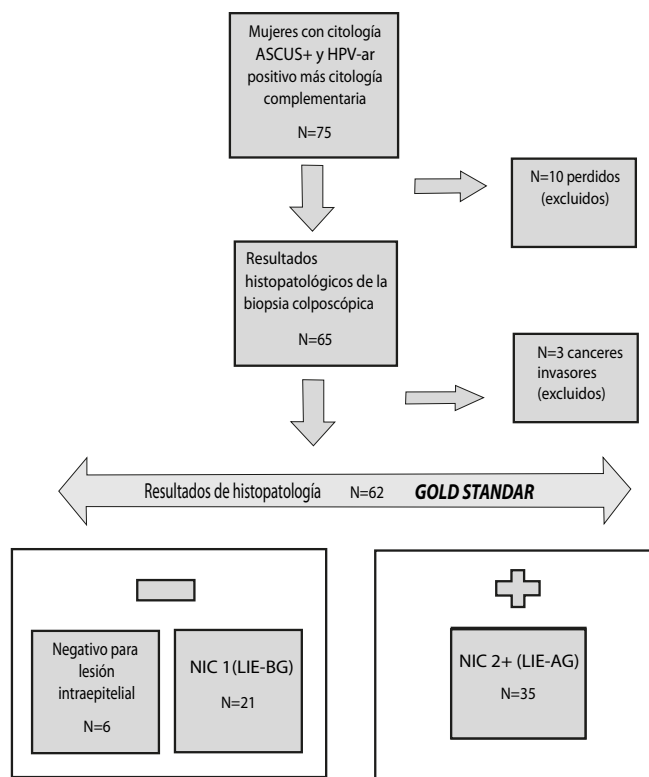 Mujeres con citología
ASCUS+ y HPV-ar
positivo más citología
complementaria
N=75
N=10 perdidos
(excluidos)
Resultados
histopatológicos de la
biopsia colposcópica
N=65
N=3 canceres
invasores
(excluidos)
Resultados de histopatología N=62 GOLD STANDAR
Negativo para
lesión
intraepitelial
N=6
NIC 1(LIE-BG)
N=21
NIC 2+ (LIE-AG)
N=35